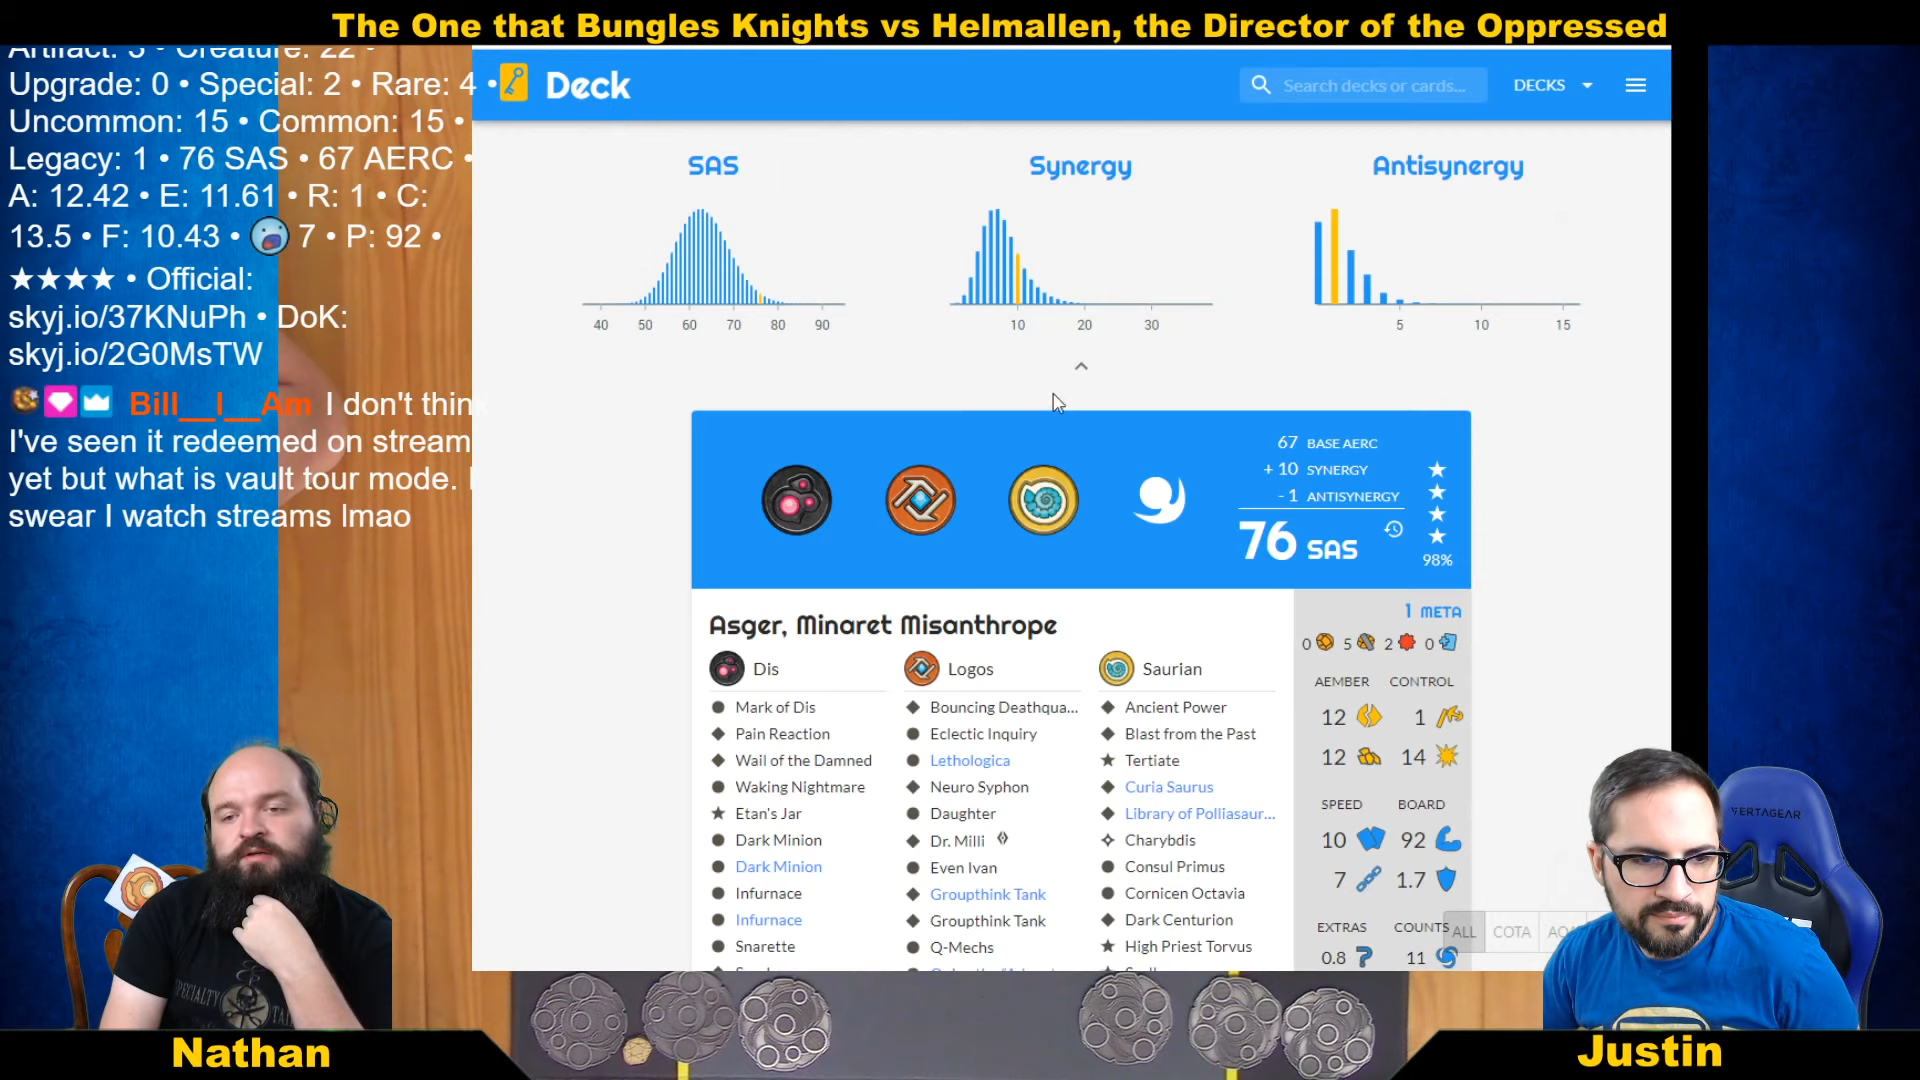 The One that Bungles Knights vs Helmallen, the Director of the Oppressed
Artifact: 5 • Creature: 22 •
Upgrade: 0 • Special: 2 • Rare: 4 •
Uncommon: 15 • Common: 15 •
Legacy: 1 • 76 SAS • 67 AERC •
A: 12.42 • E: 11.61 • R: 1 • C:
13.5 • F: 10.43 • 7 • P: 92 •
★★★★ • Official:
skyj.io/37KNuPh • DoK:
skyj.io/2G0MsTW
Bill__I__Am I don't think
I've seen it redeemed on stream
yet but what is vault tour mode. I
swear I watch streams lmao
Deck
Search decks or cards...
DECKS
SAS
40 50 60 70 80 90
Synergy
10 20 30
Antisynergy
5 10 15
67 BASE AERC
+ 10 SYNERGY
- 1 ANTISYNERGY
76 SAS
98%
Asger, Minaret Misanthrope
Dis
Mark of Dis
Pain Reaction
Wail of the Damned
Waking Nightmare
Etan's Jar
Dark Minion
Dark Minion
Infurnace
Infurnace
Snarette
Logos
Bouncing Deathqua...
Eclectic Inquiry
Lethologica
Neuro Syphon
Daughter
Dr. Milli
Even Ivan
Groupthink Tank
Groupthink Tank
Q-Mechs
Saurian
Ancient Power
Blast from the Past
Tertiate
Curia Saurus
Library of Polliasaur...
Charybdis
Consul Primus
Cornicen Octavia
Dark Centurion
High Priest Torvus
1 META
0 5 2 0
AEMBER CONTROL
12 1
12 14
SPEED BOARD
10 92
7 1.7
EXTRAS COUNTS
0.8 11
ALL COTA
VERTAGEAR
SPECIALTY
Nathan
Justin